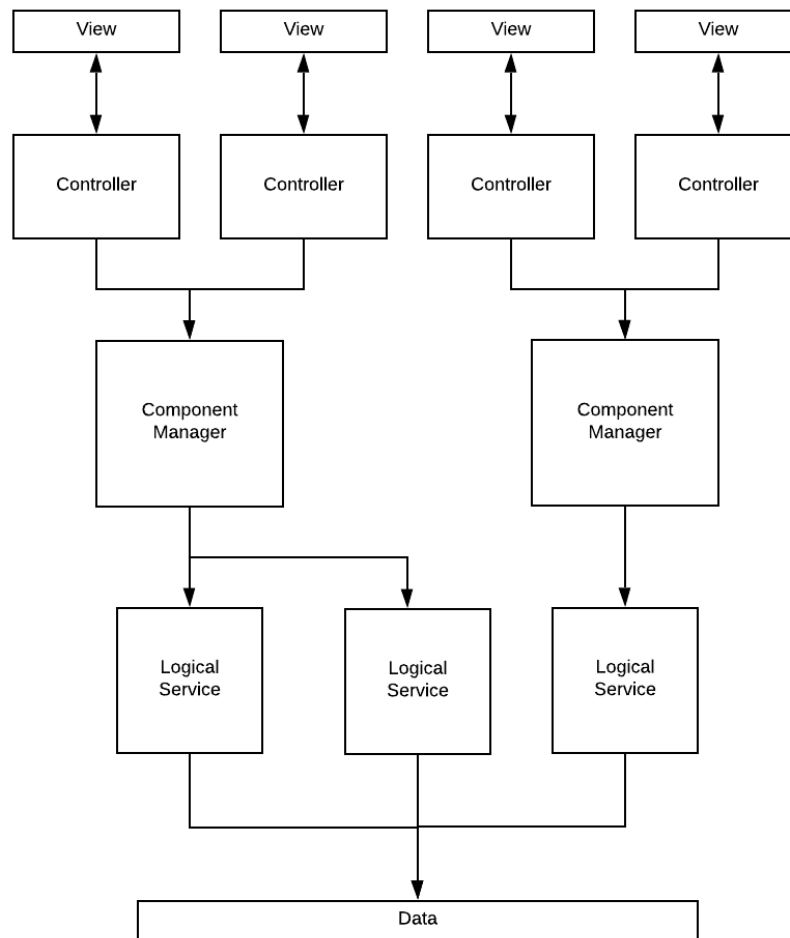 View
View
View
View
Controller
Controller
Controller
Controller
Component
Manager
Component
Manager
Logical
Service
Logical
Service
Logical
Service
Data